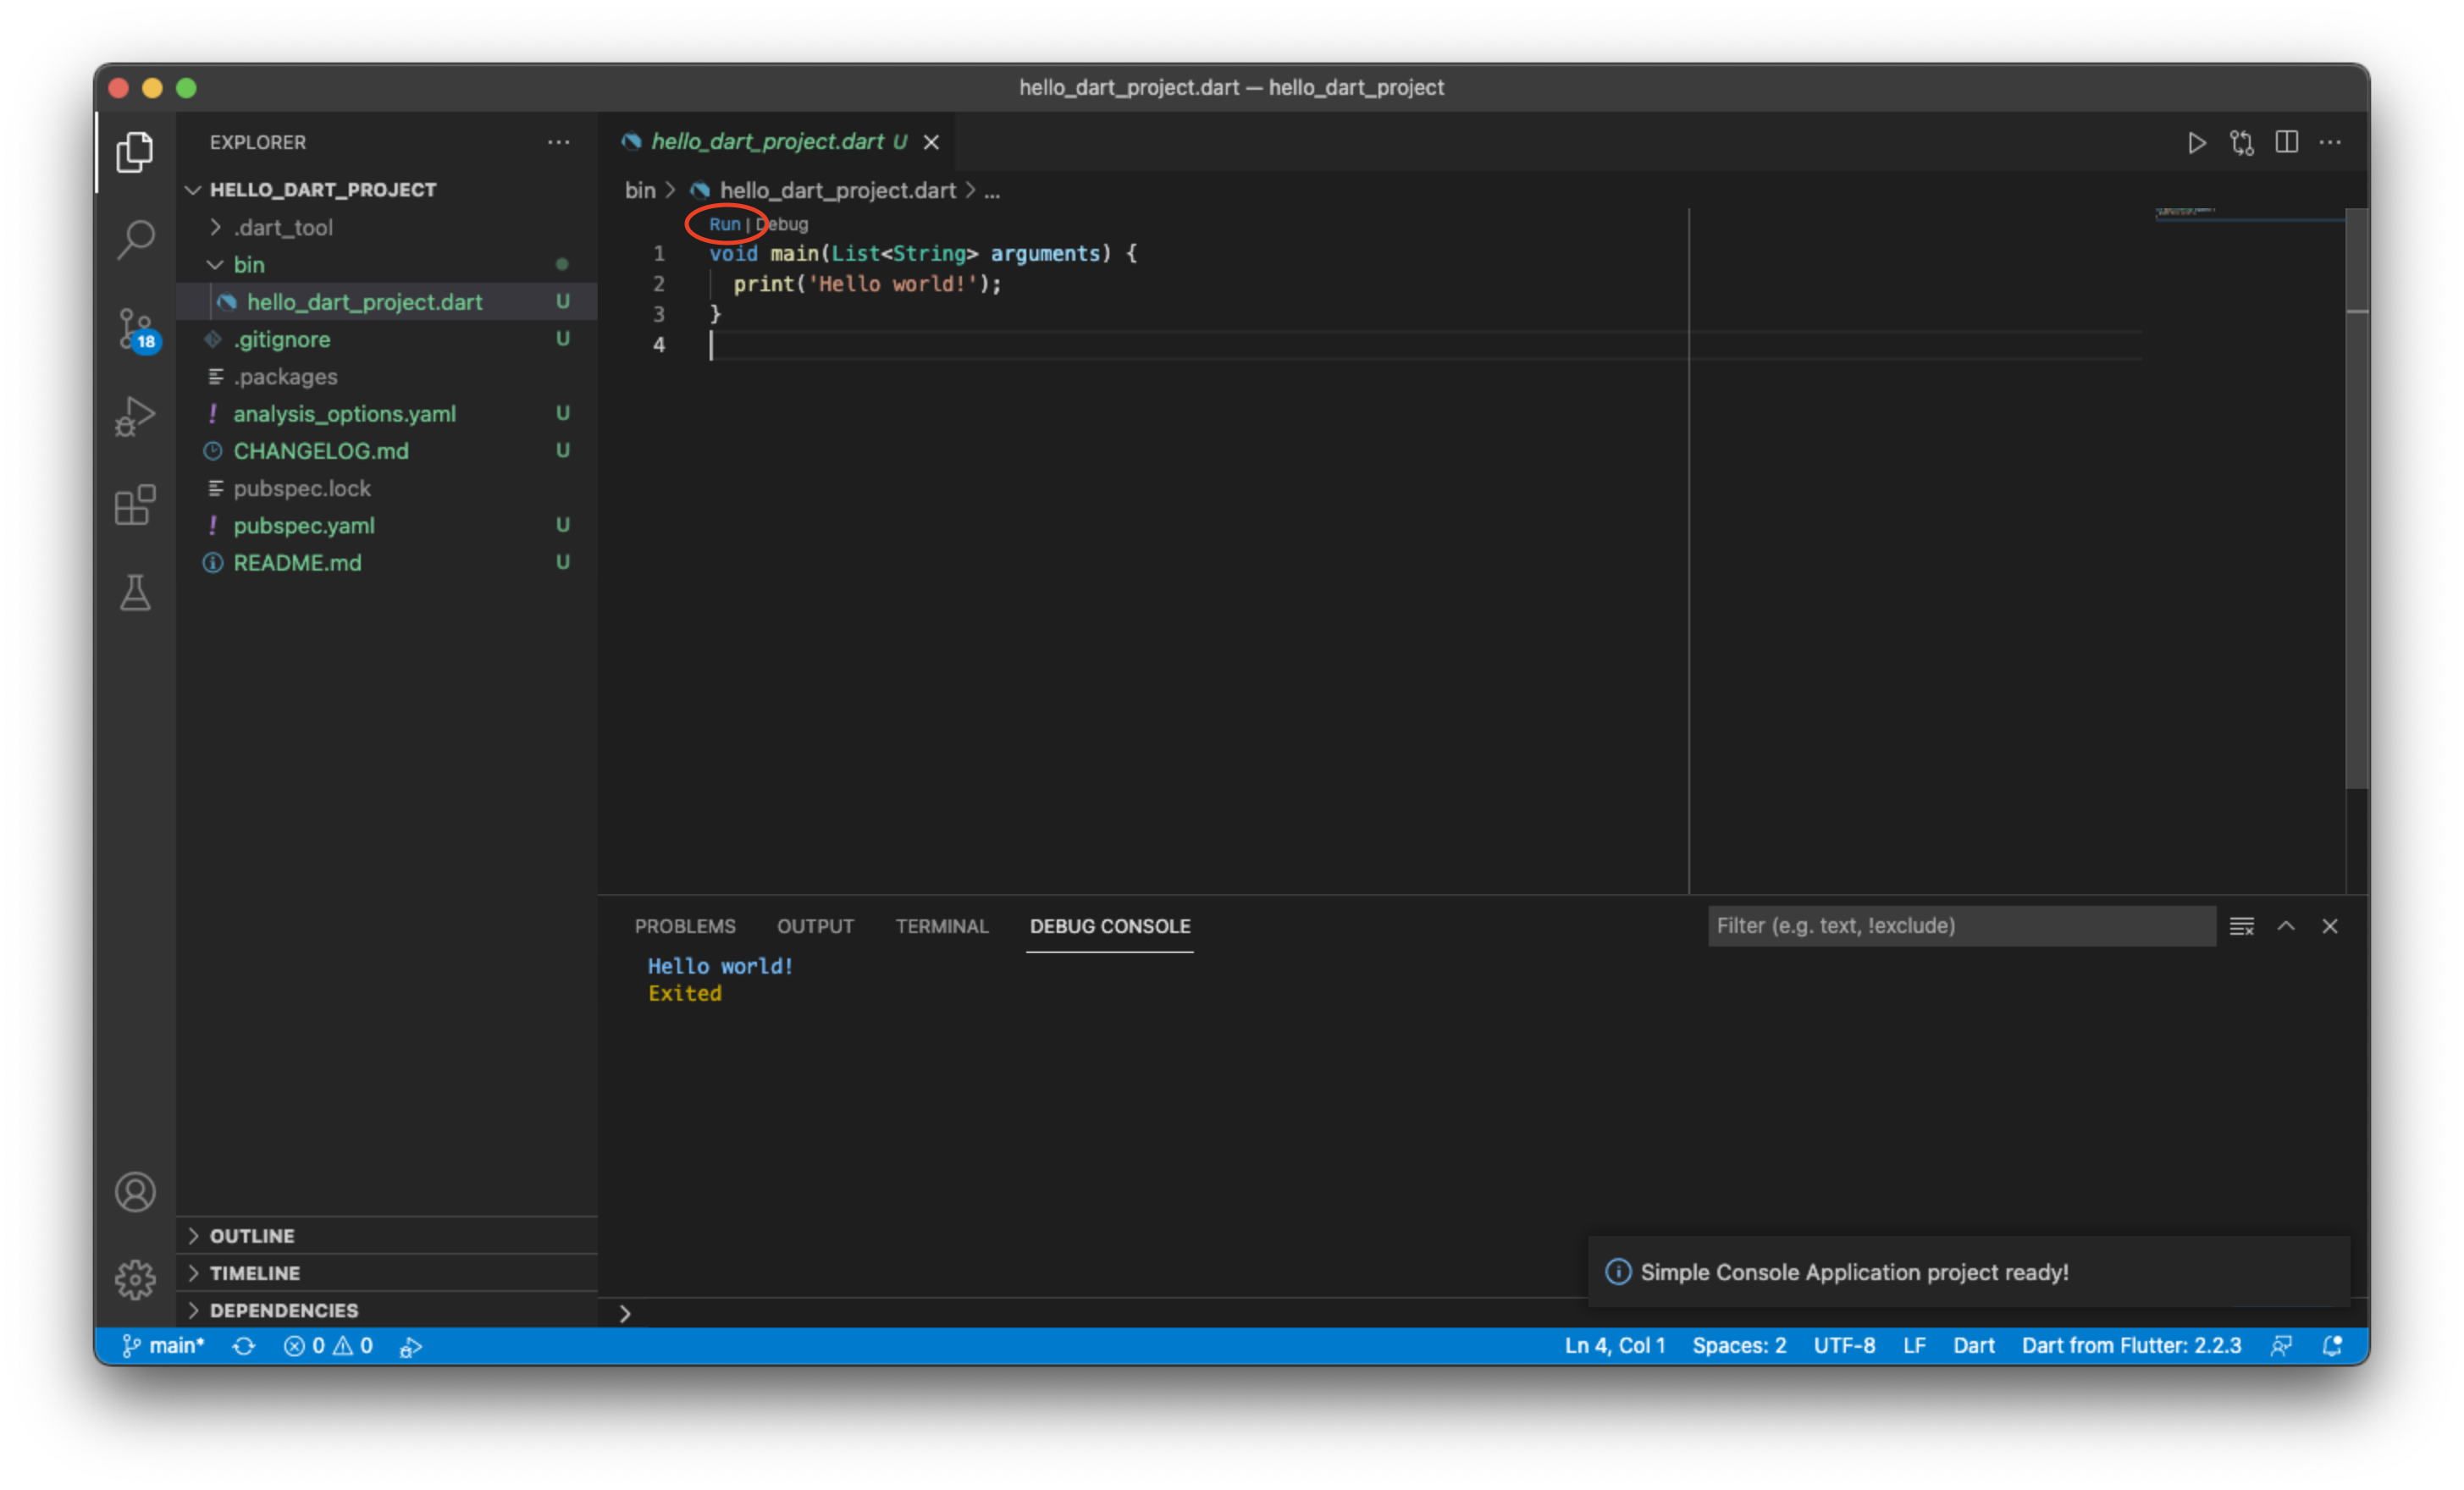 hello_dart_project.dart — hello_dart_project
EXPLORER
HELLO_DART_PROJECT
.dart_tool
bin
hello_dart_project.dart U
.gitignore U
.packages
analysis_options.yaml U
CHANGELOG.md U
pubspec.lock
pubspec.yaml U
README.md U
18
OUTLINE
TIMELINE
DEPENDENCIES
hello_dart_project.dart U
bin > hello_dart_project.dart > ...
Run | Debug
1 void main(List<String> arguments) {
2 print('Hello world!');
3 }
4
PROBLEMS OUTPUT TERMINAL DEBUG CONSOLE
Filter (e.g. text, !exclude)
Hello world!
Exited
Simple Console Application project ready!
>
main* 0 0
Ln 4, Col 1 Spaces: 2 UTF-8 LF Dart Dart from Flutter: 2.2.3